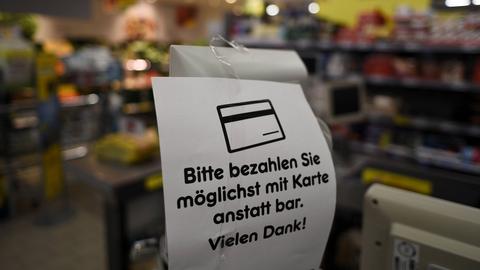 Bitte bezahlen Sie
möglichst mit Karte
anstatt bar.
Vielen Dank!